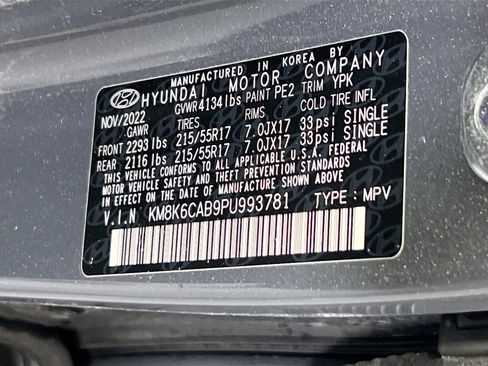 MANUFACTURED IN KOREA BY
HYUNDAI MOTOR COMPANY
NOV/2022 GVWR 4134 lbs PAINT PE2 TRIM YPK
GAWR TIRES RIMS COLD TIRE INFL
FRONT 2293 lbs 215/55R17 7.0JX17 33psi SINGLE
REAR 2116 lbs 215/55R17 7.0JX17 33psi SINGLE
THIS VEHICLE CONFORMS TO ALL APPLICABLE U.S.A. FEDERAL
MOTOR VEHICLE SAFETY, BUMPER, AND THEFT PREVENTION
STANDARDS IN EFFECT ON THE DATE OF MANUFACTURE SHOWN ABOVE.
V.I.N KM8K6CAB9PU993781 TYPE : MPV